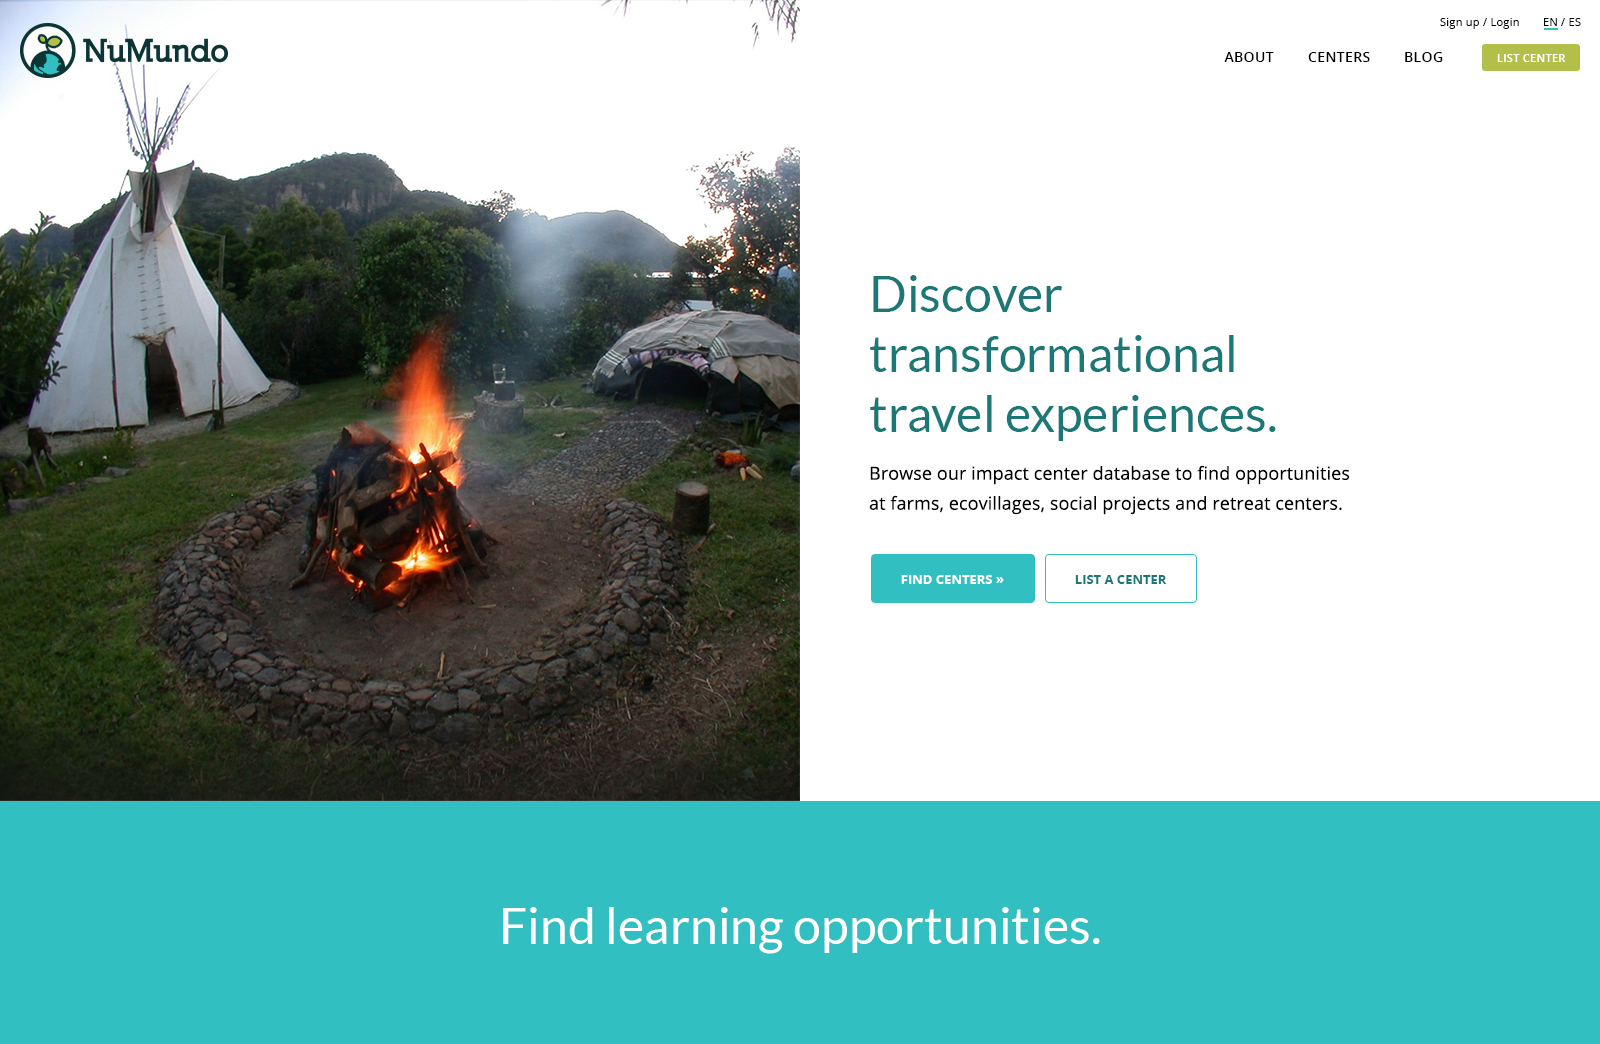 NuMundo
Sign up / Login
EN / ES
ABOUT
CENTERS
BLOG
LIST CENTER
Discover
transformational
travel experiences.
Browse our impact center database to find opportunities
at farms, ecovillages, social projects and retreat centers.
FIND CENTERS »
LIST A CENTER
Find learning opportunities.